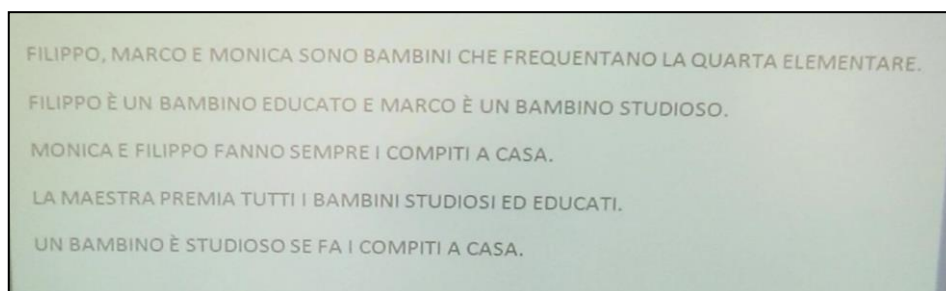 FILIPPO, MARCO E MONICA SONO BAMBINI CHE FREQUENTANO LA QUARTA ELEMENTARE.
FILIPPO È UN BAMBINO EDUCATO E MARCO È UN BAMBINO STUDIOSO.
MONICA E FILIPPO FANNO SEMPRE I COMPITI A CASA.
LA MAESTRA PREMIA TUTTI I BAMBINI STUDIOSI ED EDUCATI.
UN BAMBINO È STUDIOSO SE FA I COMPITI A CASA.